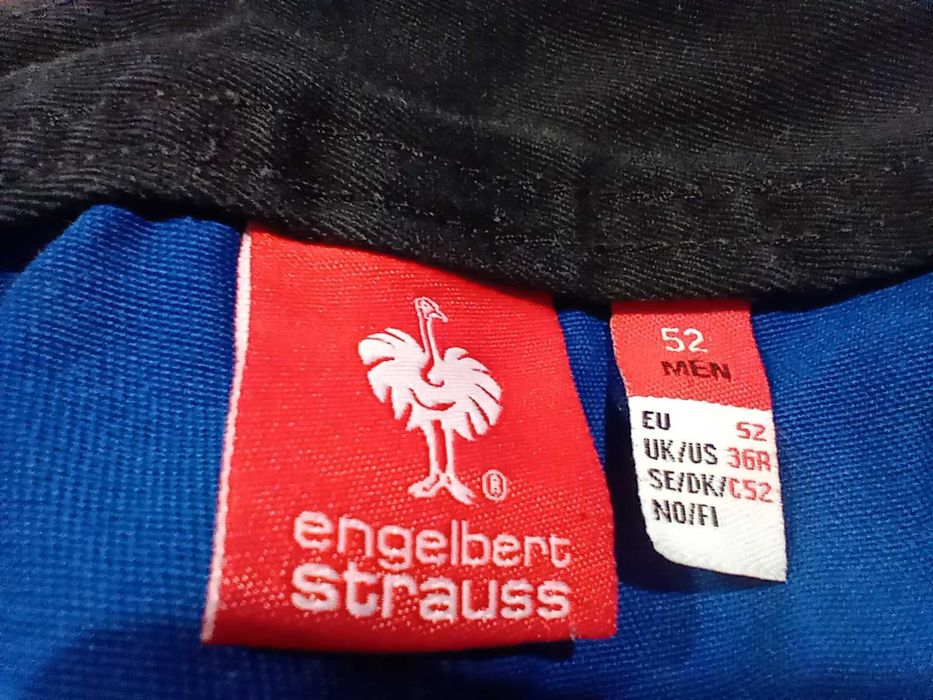 ®
engelbert
strauss
52
MEN
EU 52
UK/US 36R
SE/DK/C52
NO/FI